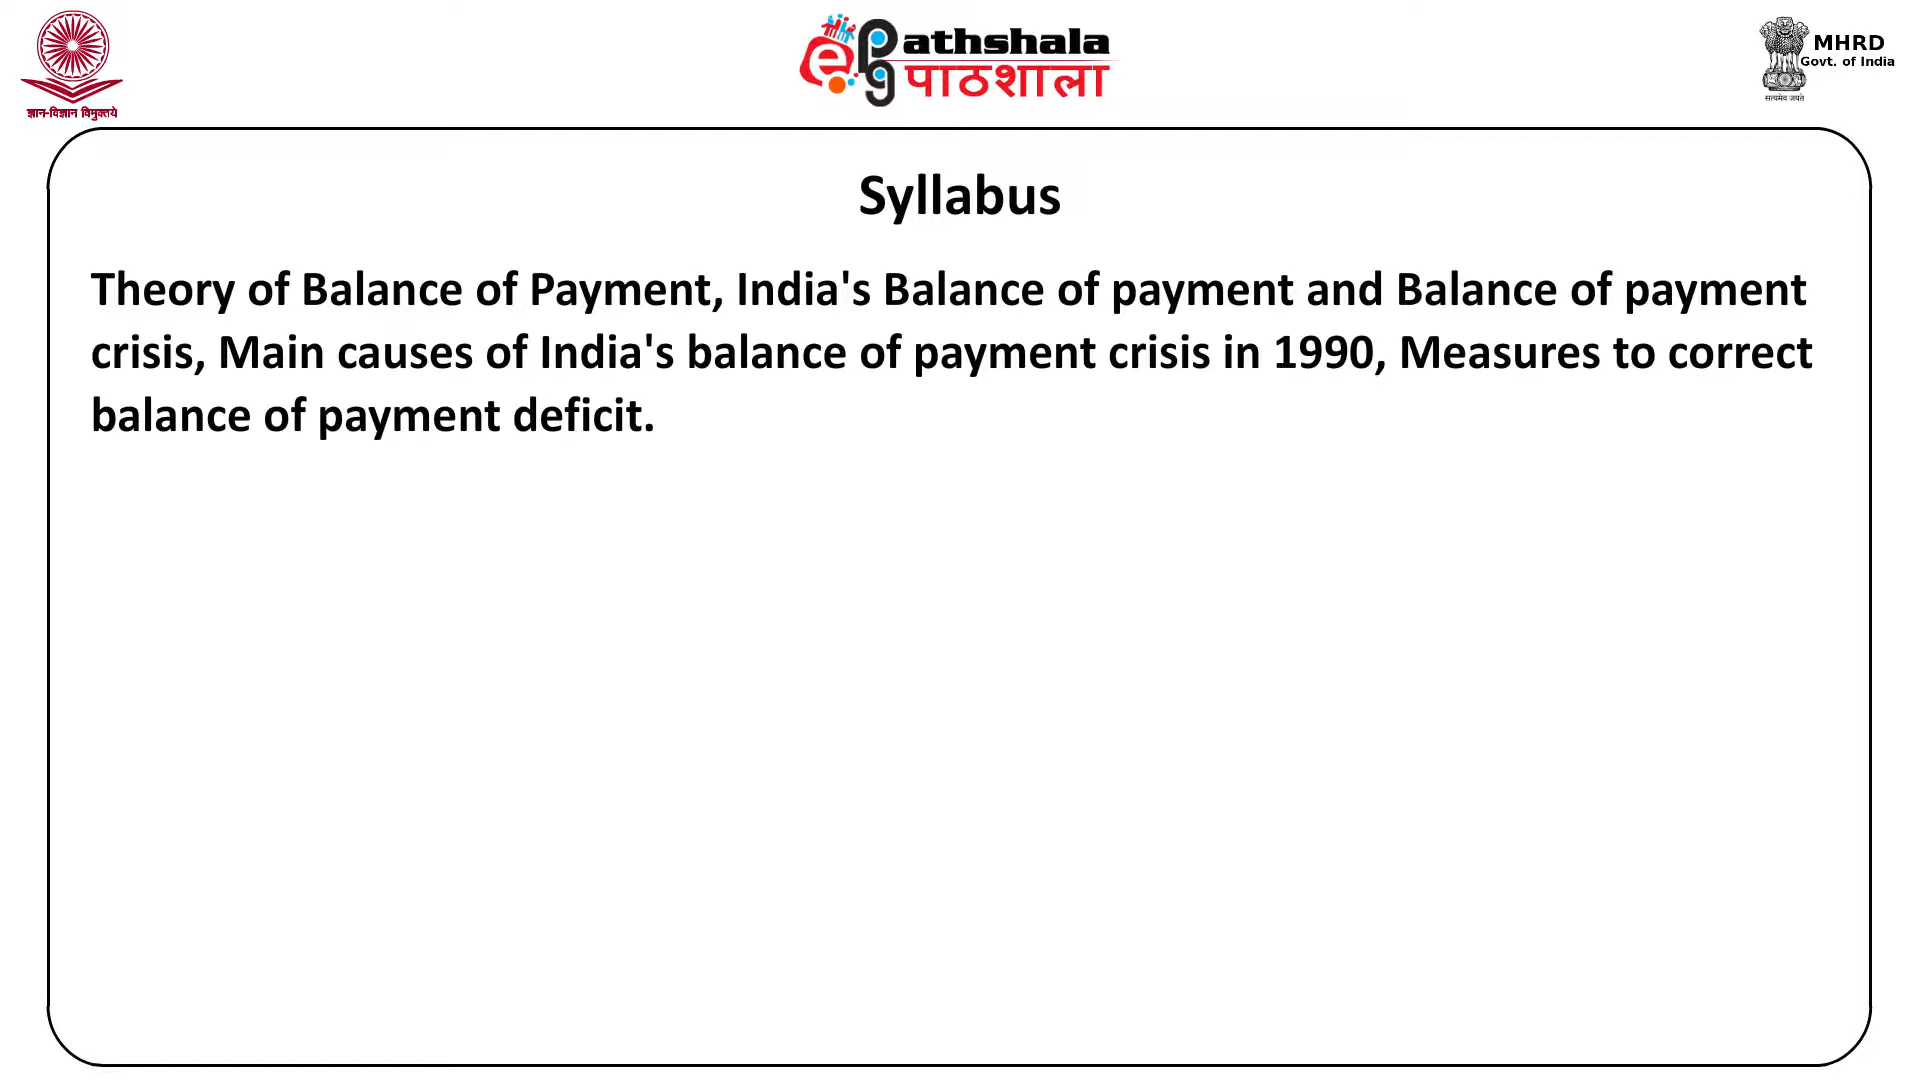 ज्ञान-विज्ञान विमुक्तये
e pg athshala
पाठशाला
MHRD
Govt. of India
सत्यमेव जयते
Syllabus
Theory of Balance of Payment, India's Balance of payment and Balance of payment
crisis, Main causes of India's balance of payment crisis in 1990, Measures to correct
balance of payment deficit.